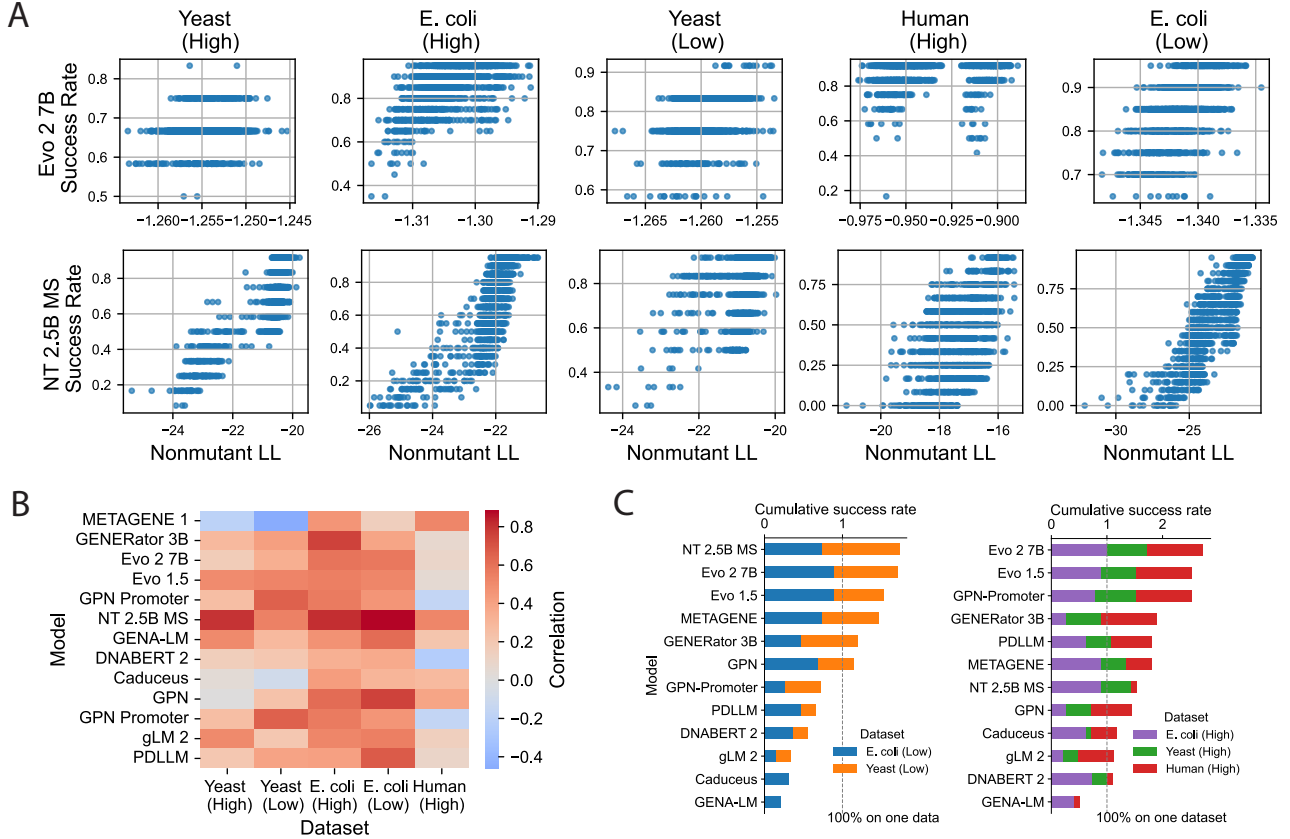 A
Yeast
(High)
E. coli
(High)
Yeast
(Low)
Human
(High)
E. coli
(Low)
Evo 2 7B
Success Rate
0.8
0.7
0.6
0.5
−1.260
−1.255
−1.250
−1.245
0.8
0.6
0.4
−1.31
−1.30
−1.29
0.9
0.8
0.7
0.6
−1.265
−1.260
−1.255
0.8
0.6
0.4
0.2
−0.975
−0.950
−0.925
−0.900
0.9
0.8
0.7
−1.345
−1.340
−1.335
NT 2.5B MS
Success Rate
0.8
0.6
0.4
0.2
−24
−22
−20
Nonmutant LL
0.8
0.6
0.4
0.2
−26
−24
−22
Nonmutant LL
0.8
0.6
0.4
−24
−22
−20
Nonmutant LL
0.75
0.50
0.25
0.00
−20
−18
−16
Nonmutant LL
0.75
0.50
0.25
0.00
−30
−25
Nonmutant LL
B
Model
METAGENE 1
GENERator 3B
Evo 2 7B
Evo 1.5
GPN Promoter
NT 2.5B MS
GENA-LM
DNABERT 2
Caduceus
GPN
GPN Promoter
gLM 2
PDLLM
Yeast
(High)
Yeast
(Low)
E. coli
(High)
E. coli
(Low)
Human
(High)
Dataset
0.8
0.6
0.4
0.2
0.0
−0.2
−0.4
Correlation
C
Cumulative success rate
0
1
Model
NT 2.5B MS
Evo 2 7B
Evo 1.5
METAGENE
GENERator 3B
GPN
GPN-Promoter
PDLLM
DNABERT 2
gLM 2
Caduceus
GENA-LM
Dataset
E. coli (Low)
Yeast (Low)
100% on one data
Cumulative success rate
0
1
2
Evo 2 7B
Evo 1.5
GPN-Promoter
GENERator 3B
PDLLM
METAGENE
NT 2.5B MS
GPN
Caduceus
gLM 2
DNABERT 2
GENA-LM
Dataset
E. coli (High)
Yeast (High)
Human (High)
100% on one dataset